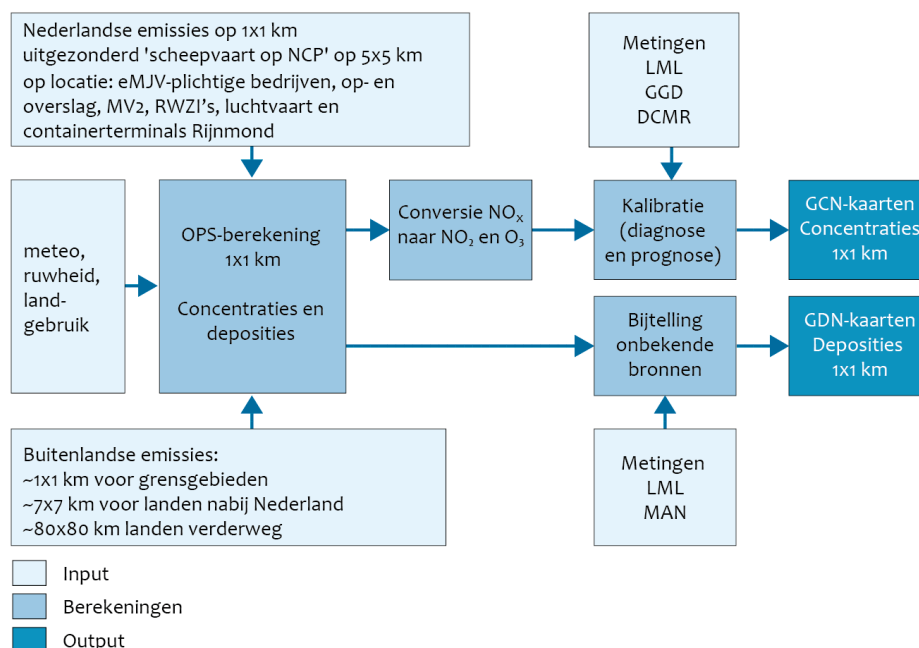 Nederlandse emissies op 1x1 km
uitgezonderd 'scheepvaart op NCP' op 5x5 km
op locatie: eMJV-plichtige bedrijven, op- en
overslag, MV2, RWZI's, luchtvaart en
containerterminals Rijnmond
Metingen
LML
GGD
DCMR
meteo,
ruwheid,
land-
gebruik
OPS-berekening
1x1 km
Concentraties en
deposities
Conversie NOₓ
naar NO₂ en O₃
Kalibratie
(diagnose
en prognose)
GCN-kaarten
Concentraties
1x1 km
Bijtelling
onbekende
bronnen
GDN-kaarten
Deposities
1x1 km
Buitenlandse emissies:
~1x1 km voor grensgebieden
~7x7 km voor landen nabij Nederland
~80x80 km landen verderweg
Metingen
LML
MAN
Input
Berekeningen
Output